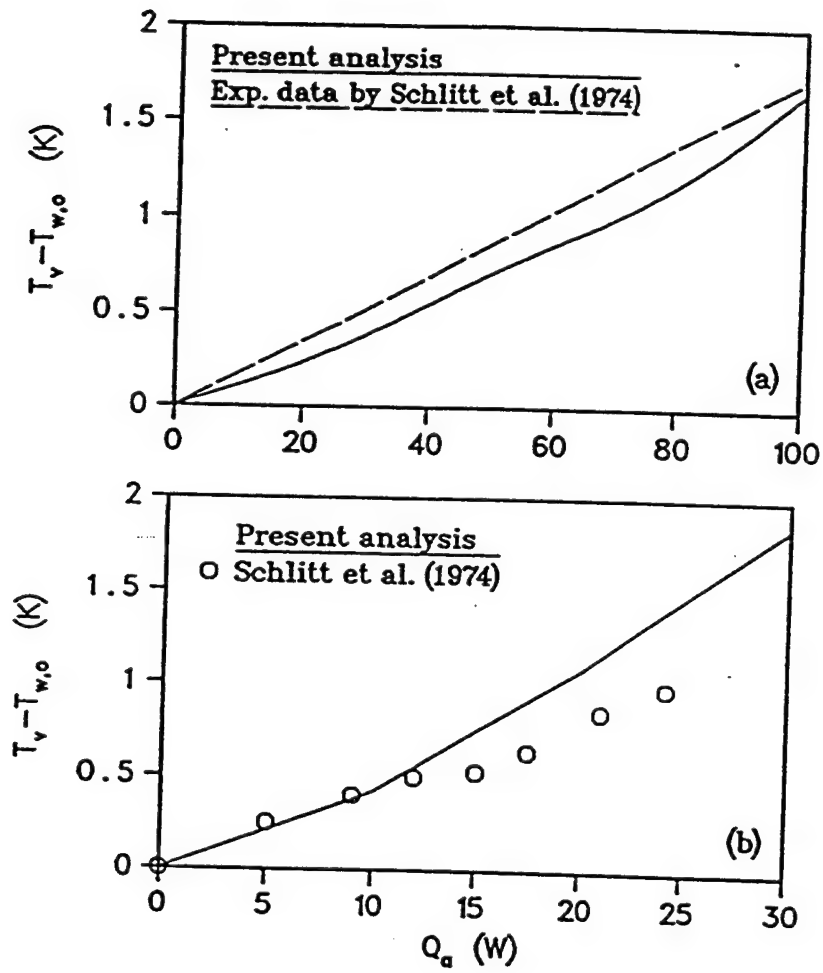 2
Present analysis
Exp. data by Schlitt et al. (1974)
1.5
T_v-T_w,o (K)
1
0.5
0
(a)
0 20 40 60 80 100
2
Present analysis
O Schlitt et al. (1974)
1.5
T_v-T_w,o (K)
1
0.5
0
(b)
0 5 10 15 20 25 30
Q_a (W)